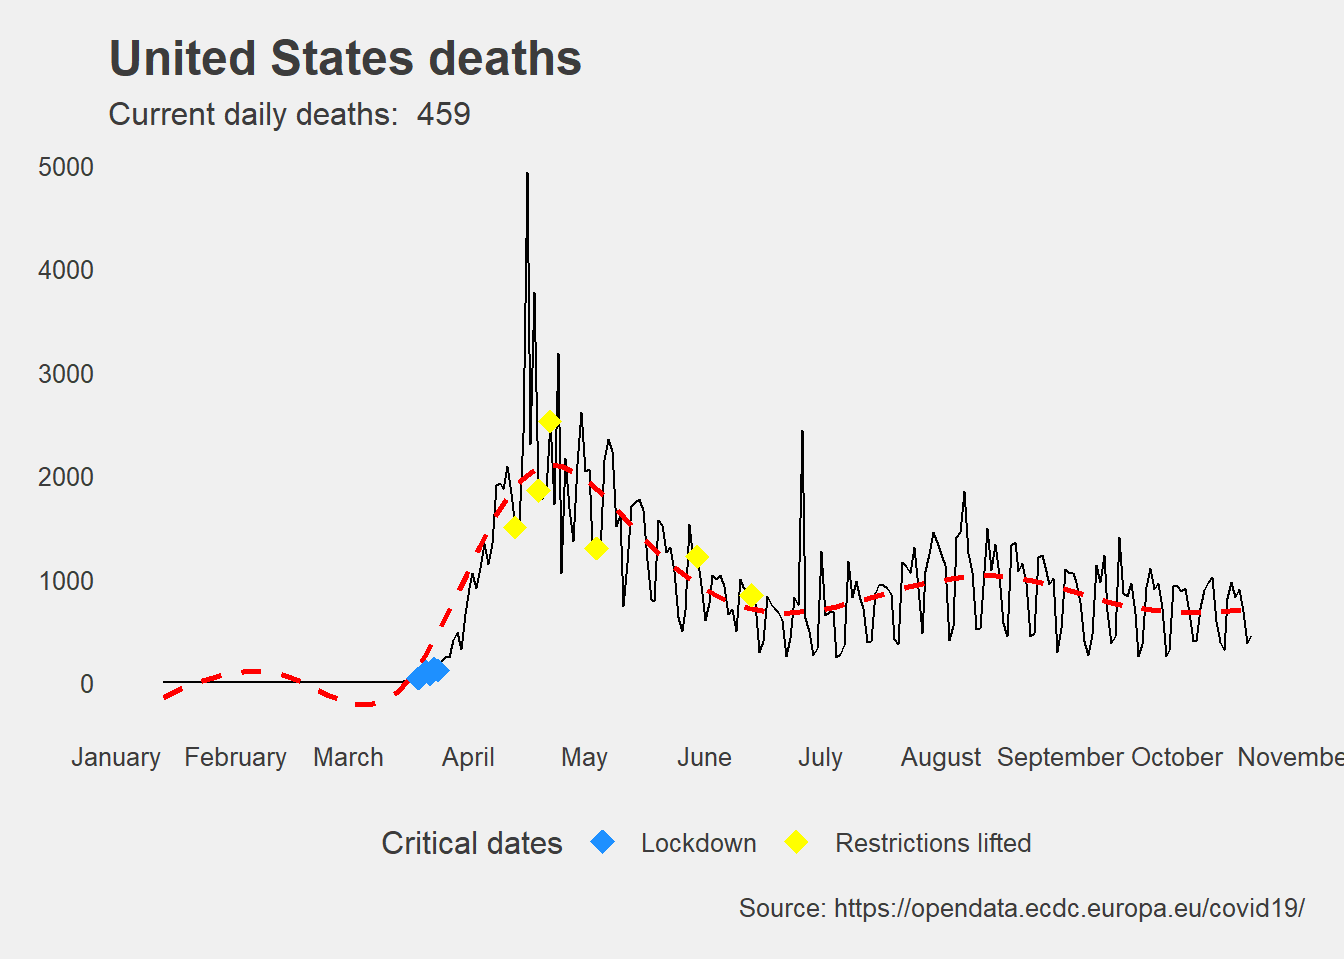 United States deaths
Current daily deaths:  459
5000
4000
3000
2000
1000
0
January February March April May June July August September October Novembe
Critical dates Lockdown Restrictions lifted
Source: https://opendata.ecdc.europa.eu/covid19/